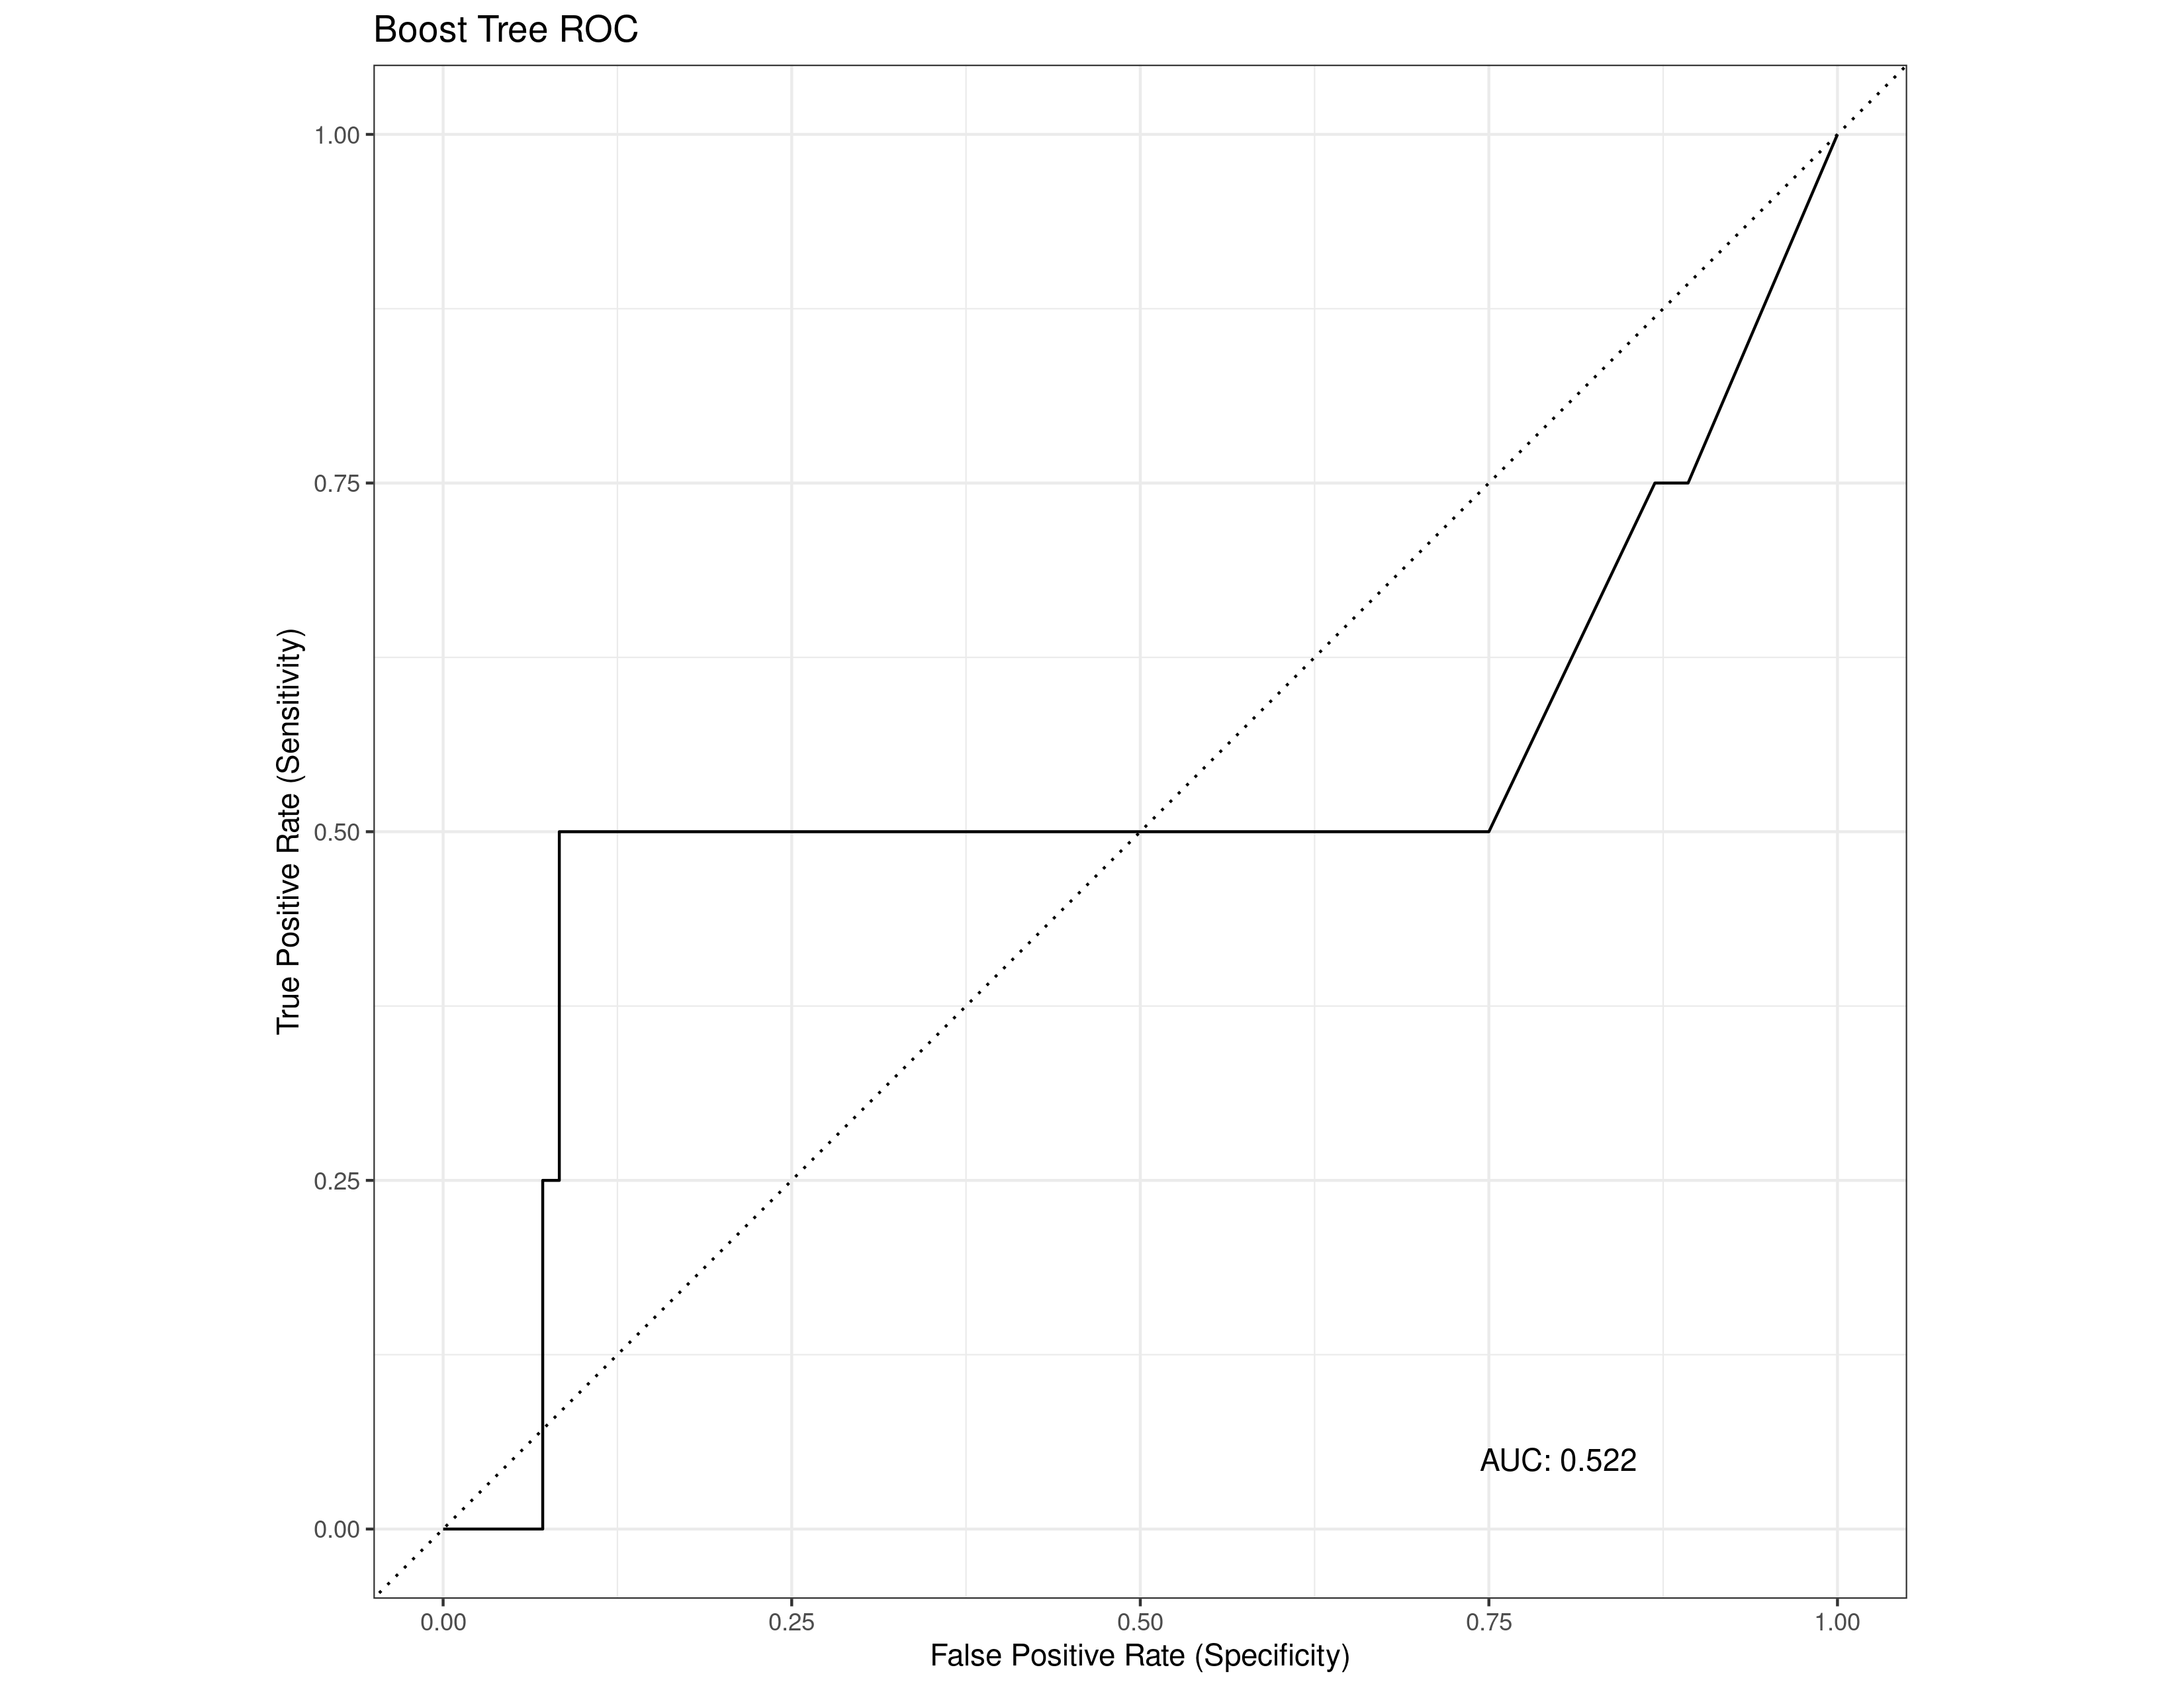 Boost Tree ROC
True Positive Rate (Sensitivity)
1.00
0.75
0.50
0.25
0.00
AUC: 0.522
0.00 0.25 0.50 0.75 1.00
False Positive Rate (Specificity)